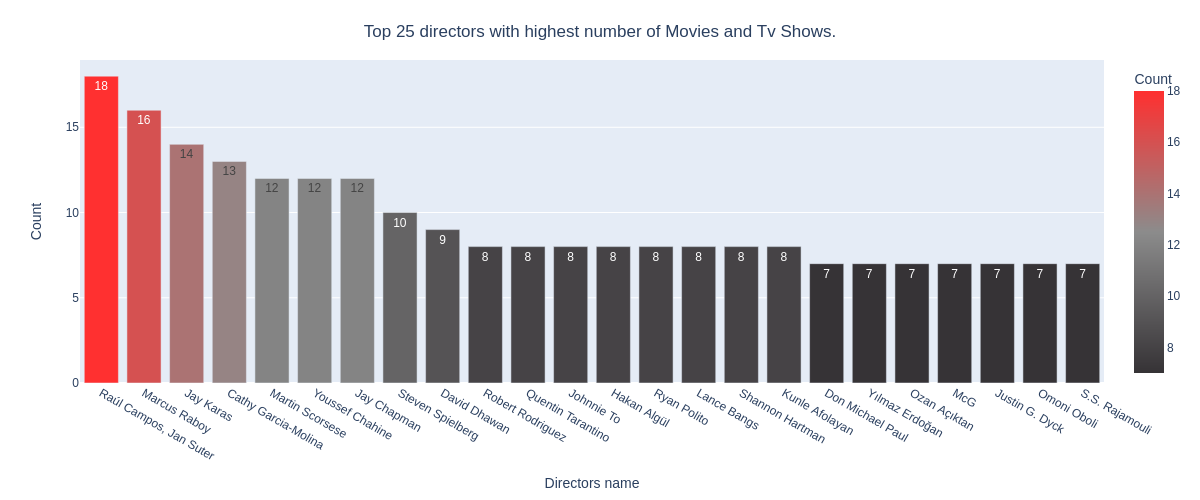 Top 25 directors with highest number of Movies and Tv Shows.
Count
15
10
5
0
18
16
14
13
12
12
12
10
9
8
8
8
8
8
8
8
8
7
7
7
7
7
7
7
Raúl Campos, Jan Suter
Marcus Raboy
Jay Karas
Cathy Garcia-Molina
Martin Scorsese
Youssef Chahine
Jay Chapman
Steven Spielberg
David Dhawan
Robert Rodriguez
Quentin Tarantino
Johnnie To
Hakan Algül
Ryan Polito
Lance Bangs
Shannon Hartman
Kunle Afolayan
Don Michael Paul
Yılmaz Erdoğan
Ozan Açıktan
McG
Justin G. Dyck
Omoni Oboli
S.S. Rajamouli
Directors name
Count
18
16
14
12
10
8